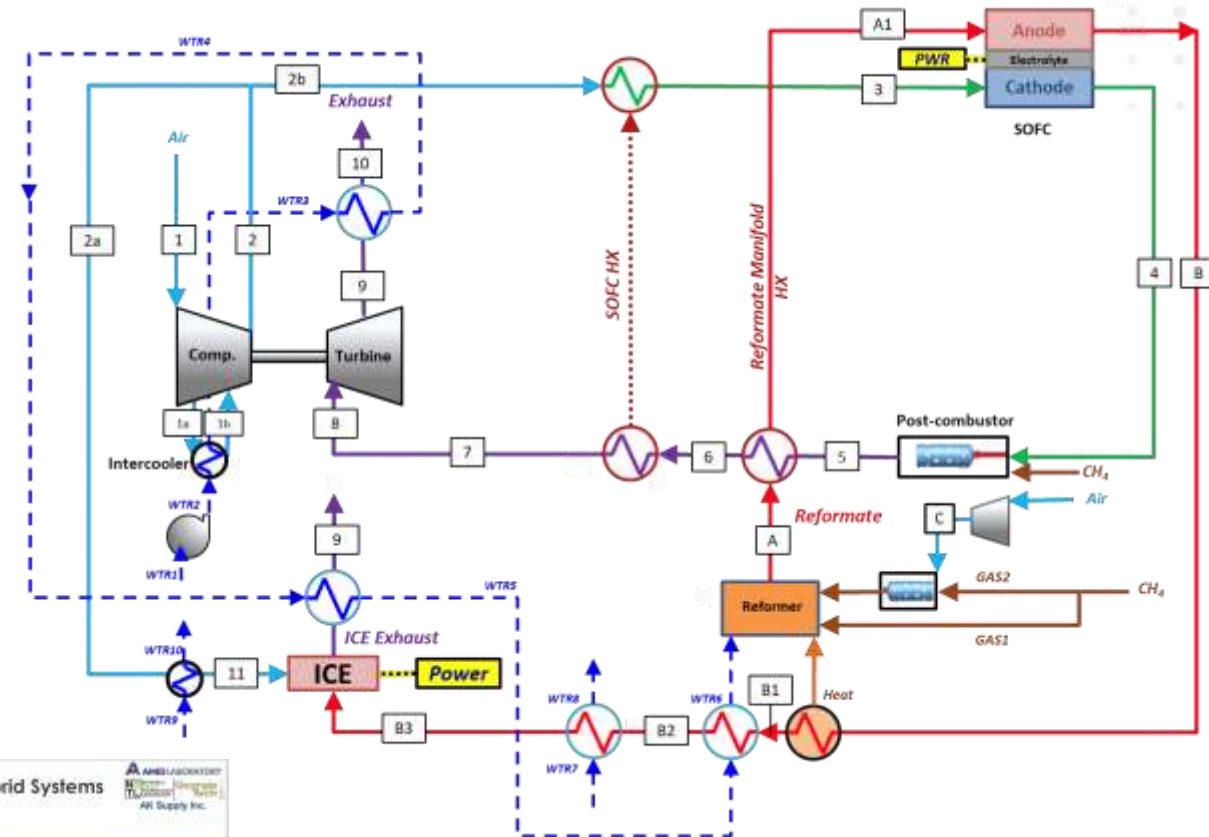 WTR4
A1
Anode
Electrolyte
Cathode
PWR
SOFC
2b
3
Exhaust
Air
10
WTR3
2a
1
2
9
SOFC HX
Reformate Manifold
HX
4
B
Comp.
Turbine
1a
1b
8
7
6
5
Post-combustor
CH4
Intercooler
WTR2
Air
C
Reformate
A
WTR1
9
WTR5
GAS2
CH4
Reformer
GAS1
ICE Exhaust
WTR10
11
ICE
Power
WTR8
WTR6
B1
Heat
WTR9
B3
B2
WTR7
rid Systems
AMES LABORATORY
AK Supply Inc.